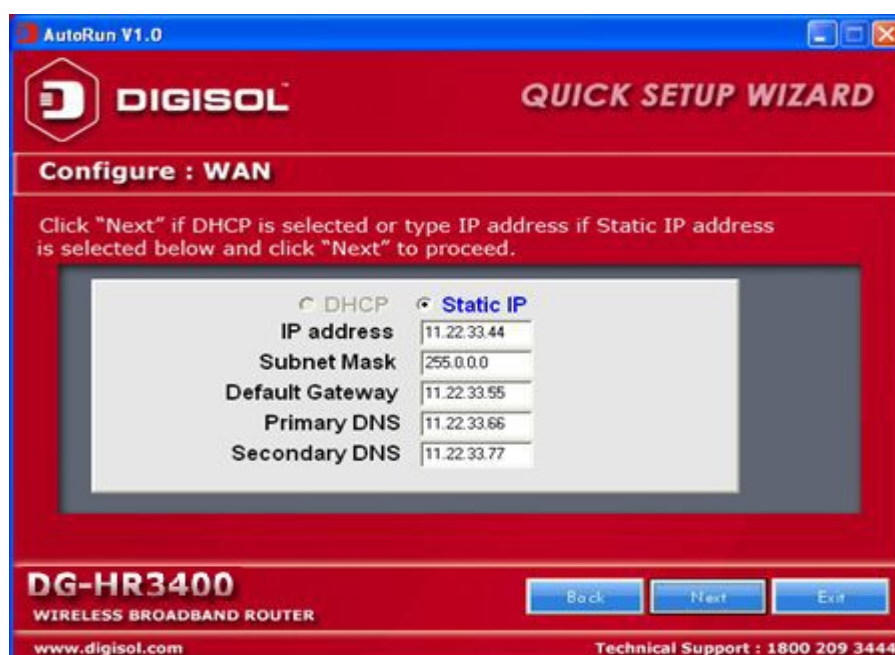 AutoRun V1.0
DIGISOL™
QUICK SETUP WIZARD
Configure : WAN
Click “Next” if DHCP is selected or type IP address if Static IP address
is selected below and click “Next” to proceed.
DHCP Static IP
IP address 11.22.33.44
Subnet Mask 255.0.0.0
Default Gateway 11.22.33.55
Primary DNS 11.22.33.66
Secondary DNS 11.22.33.77
DG-HR3400
WIRELESS BROADBAND ROUTER
Back Next Exit
www.digisol.com
Technical Support : 1800 209 3444